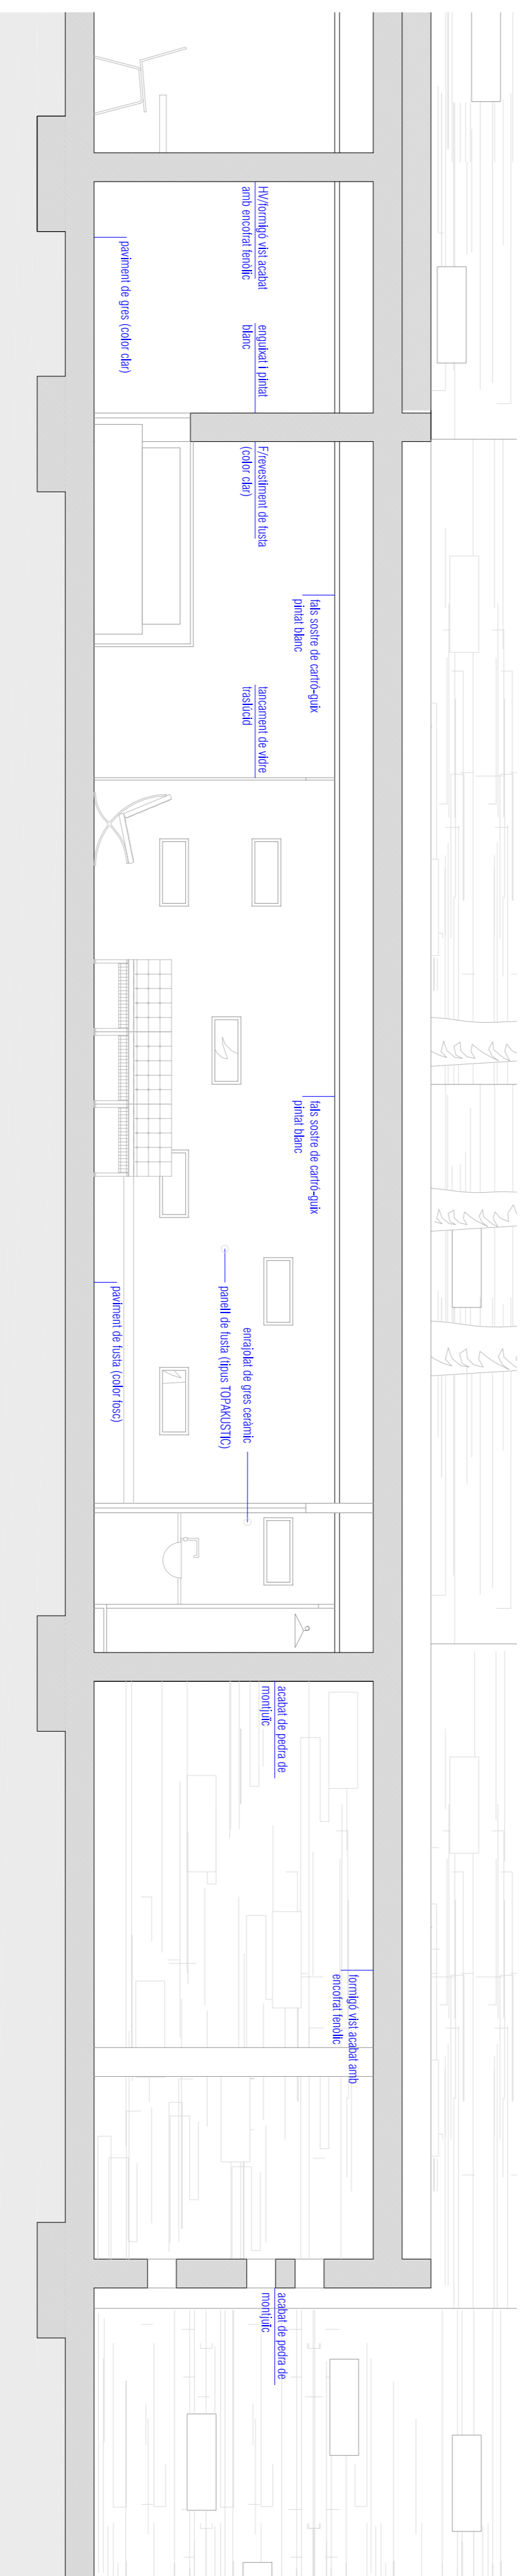 HV/formigó vist acabat
amb encofrat fenòlic
paviment de gres (color clar)
enguixat i pintat
blanc
F/revestiment de fusta
(color clar)
fals sostre de cartró-guix
pintat blanc
tancament de vidre
traslúcid
fals sostre de cartró-guix
pintat blanc
panell de fusta (tipus TOPAKUSTIC)
paviment de fusta (color fosc)
enrajolat de gres ceràmic
acabat de pedra de
montjuïc
formigó vist acabat amb
encofrat fenòlic
acabat de pedra de
montjuïc